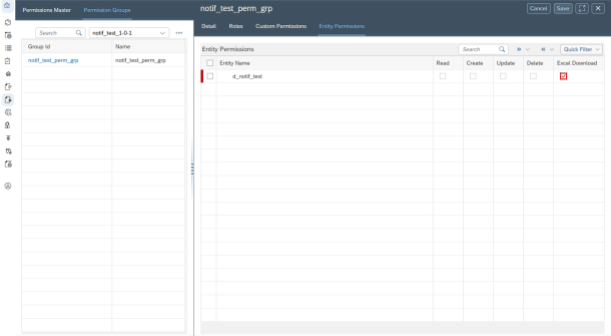 Permissions Master Permission Groups
Search notif_test_1-0-1
Group Id Name
notif_test_perm_grp notif_test_perm_grp
notif_test_perm_grp Cancel Save
Detail Roles Custom Permissions Entity Permissions
Entity Permissions Search Quick Filter
Entity Name Read Create Update Delete Excel Download
d_notif_test